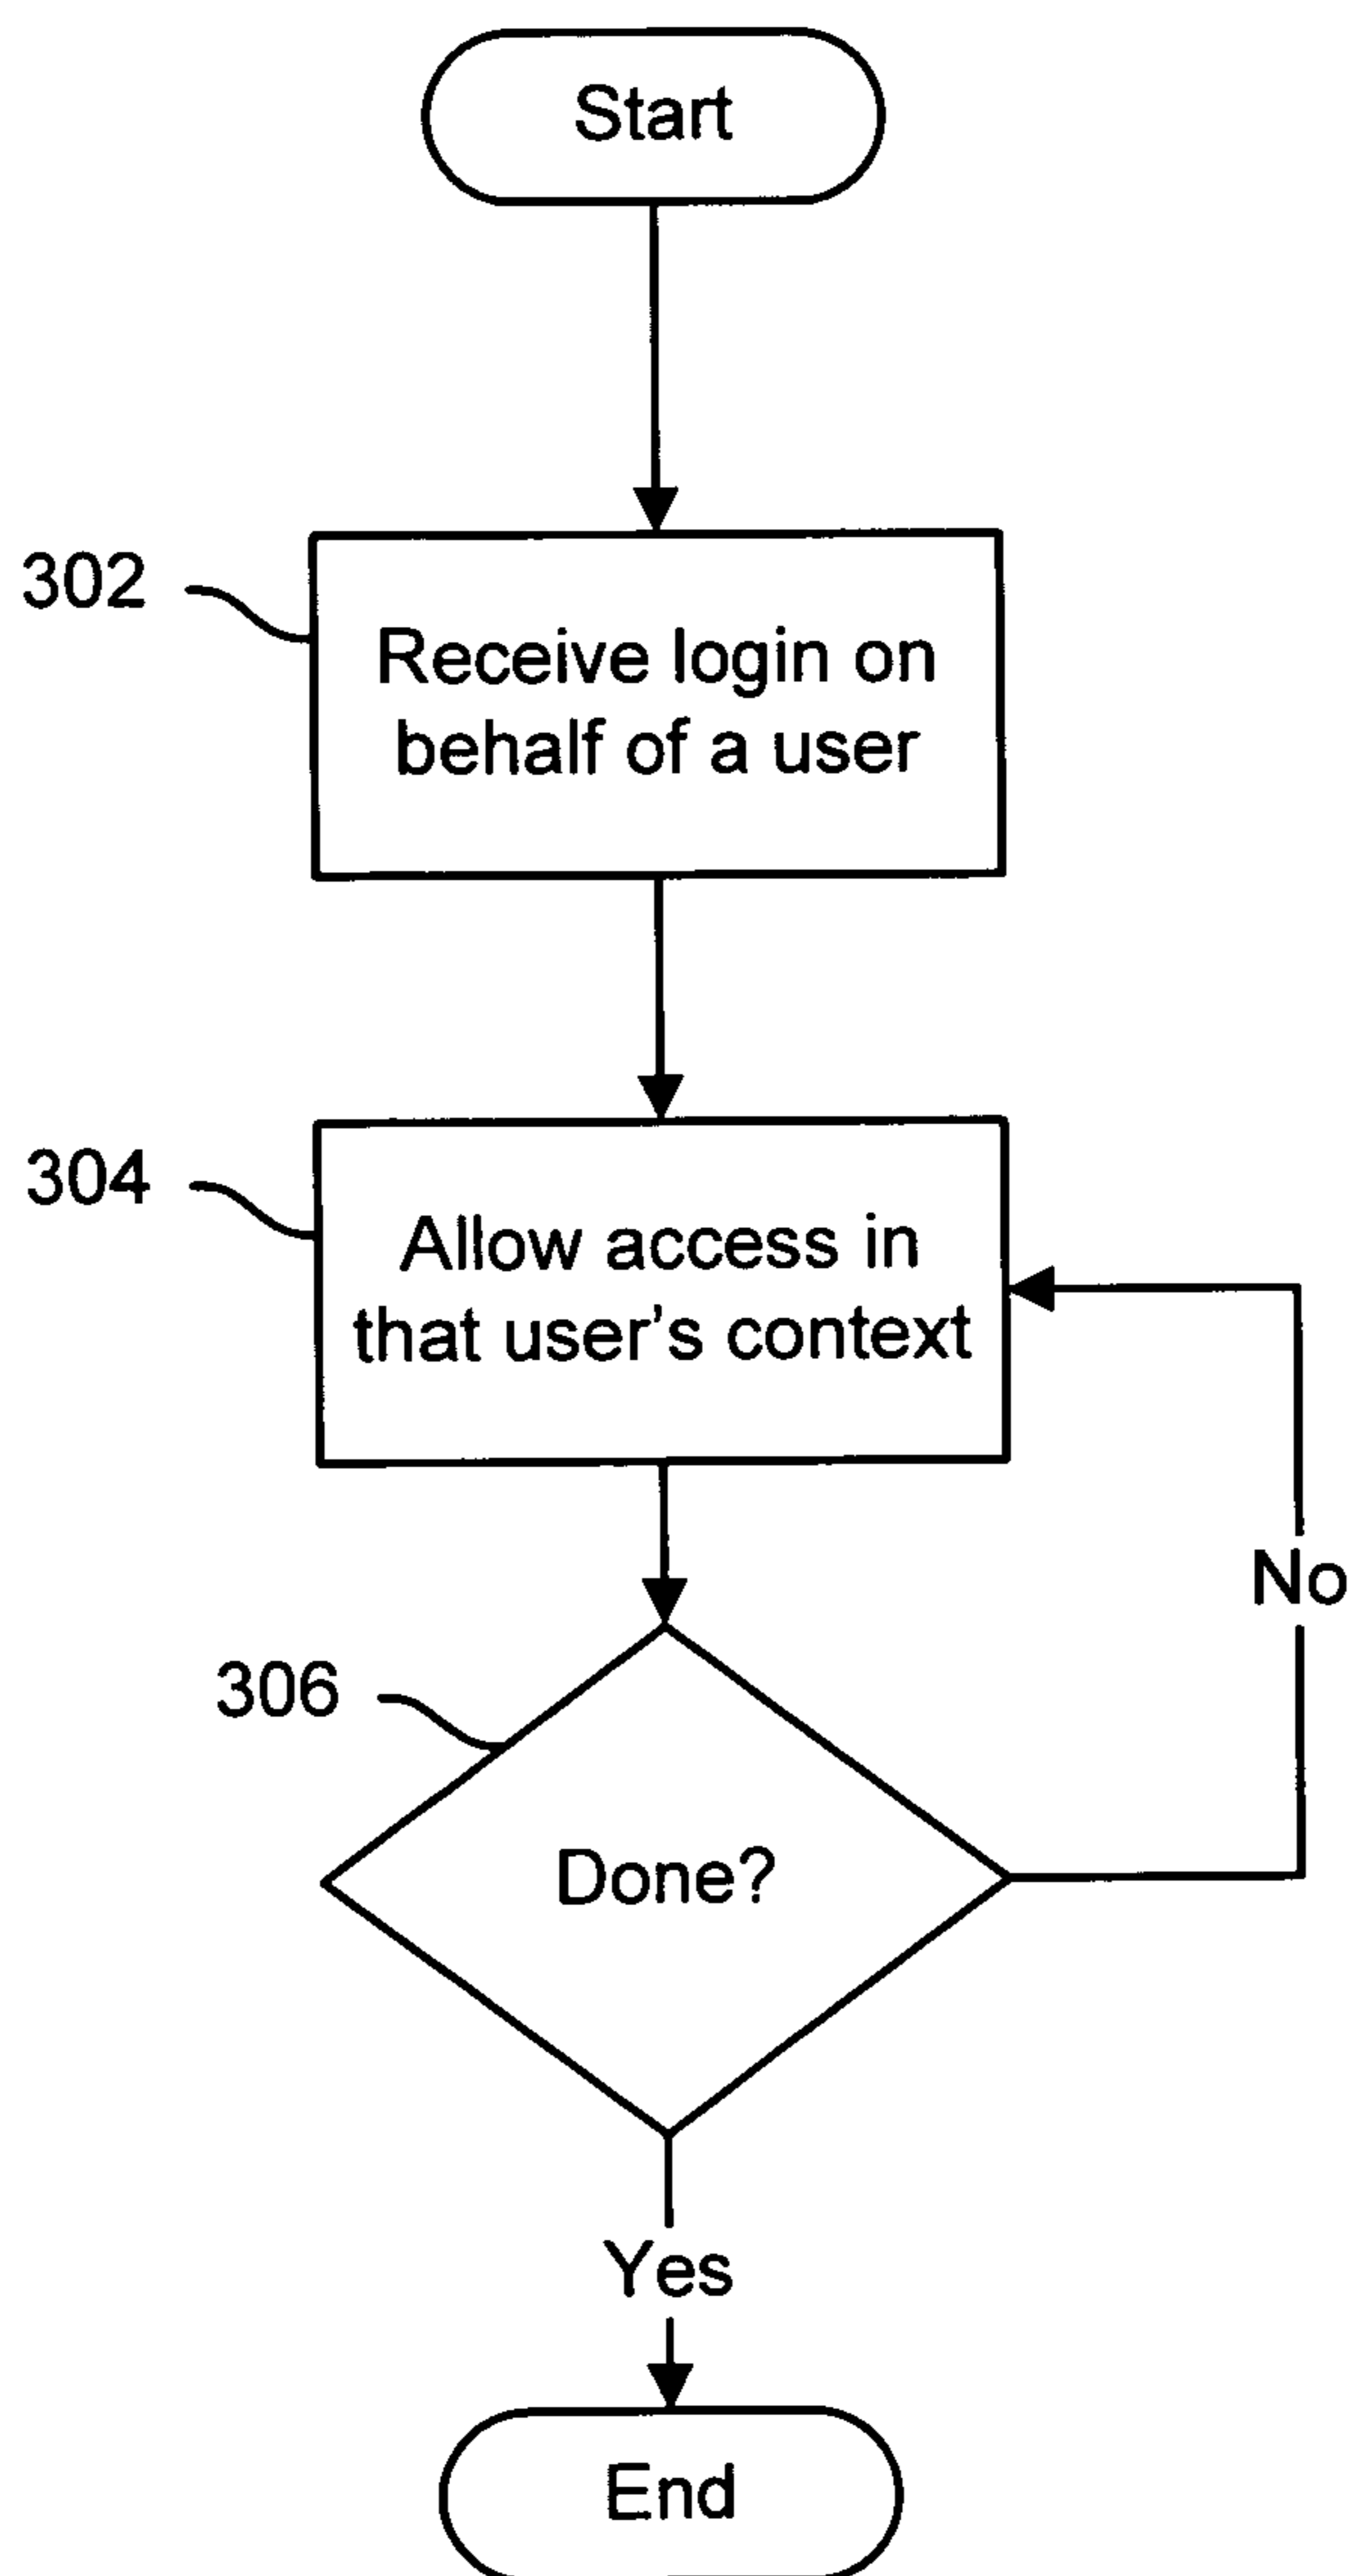 Start
302
Receive login on
behalf of a user
304
Allow access in
that user's context
No
306
Done?
Yes
End